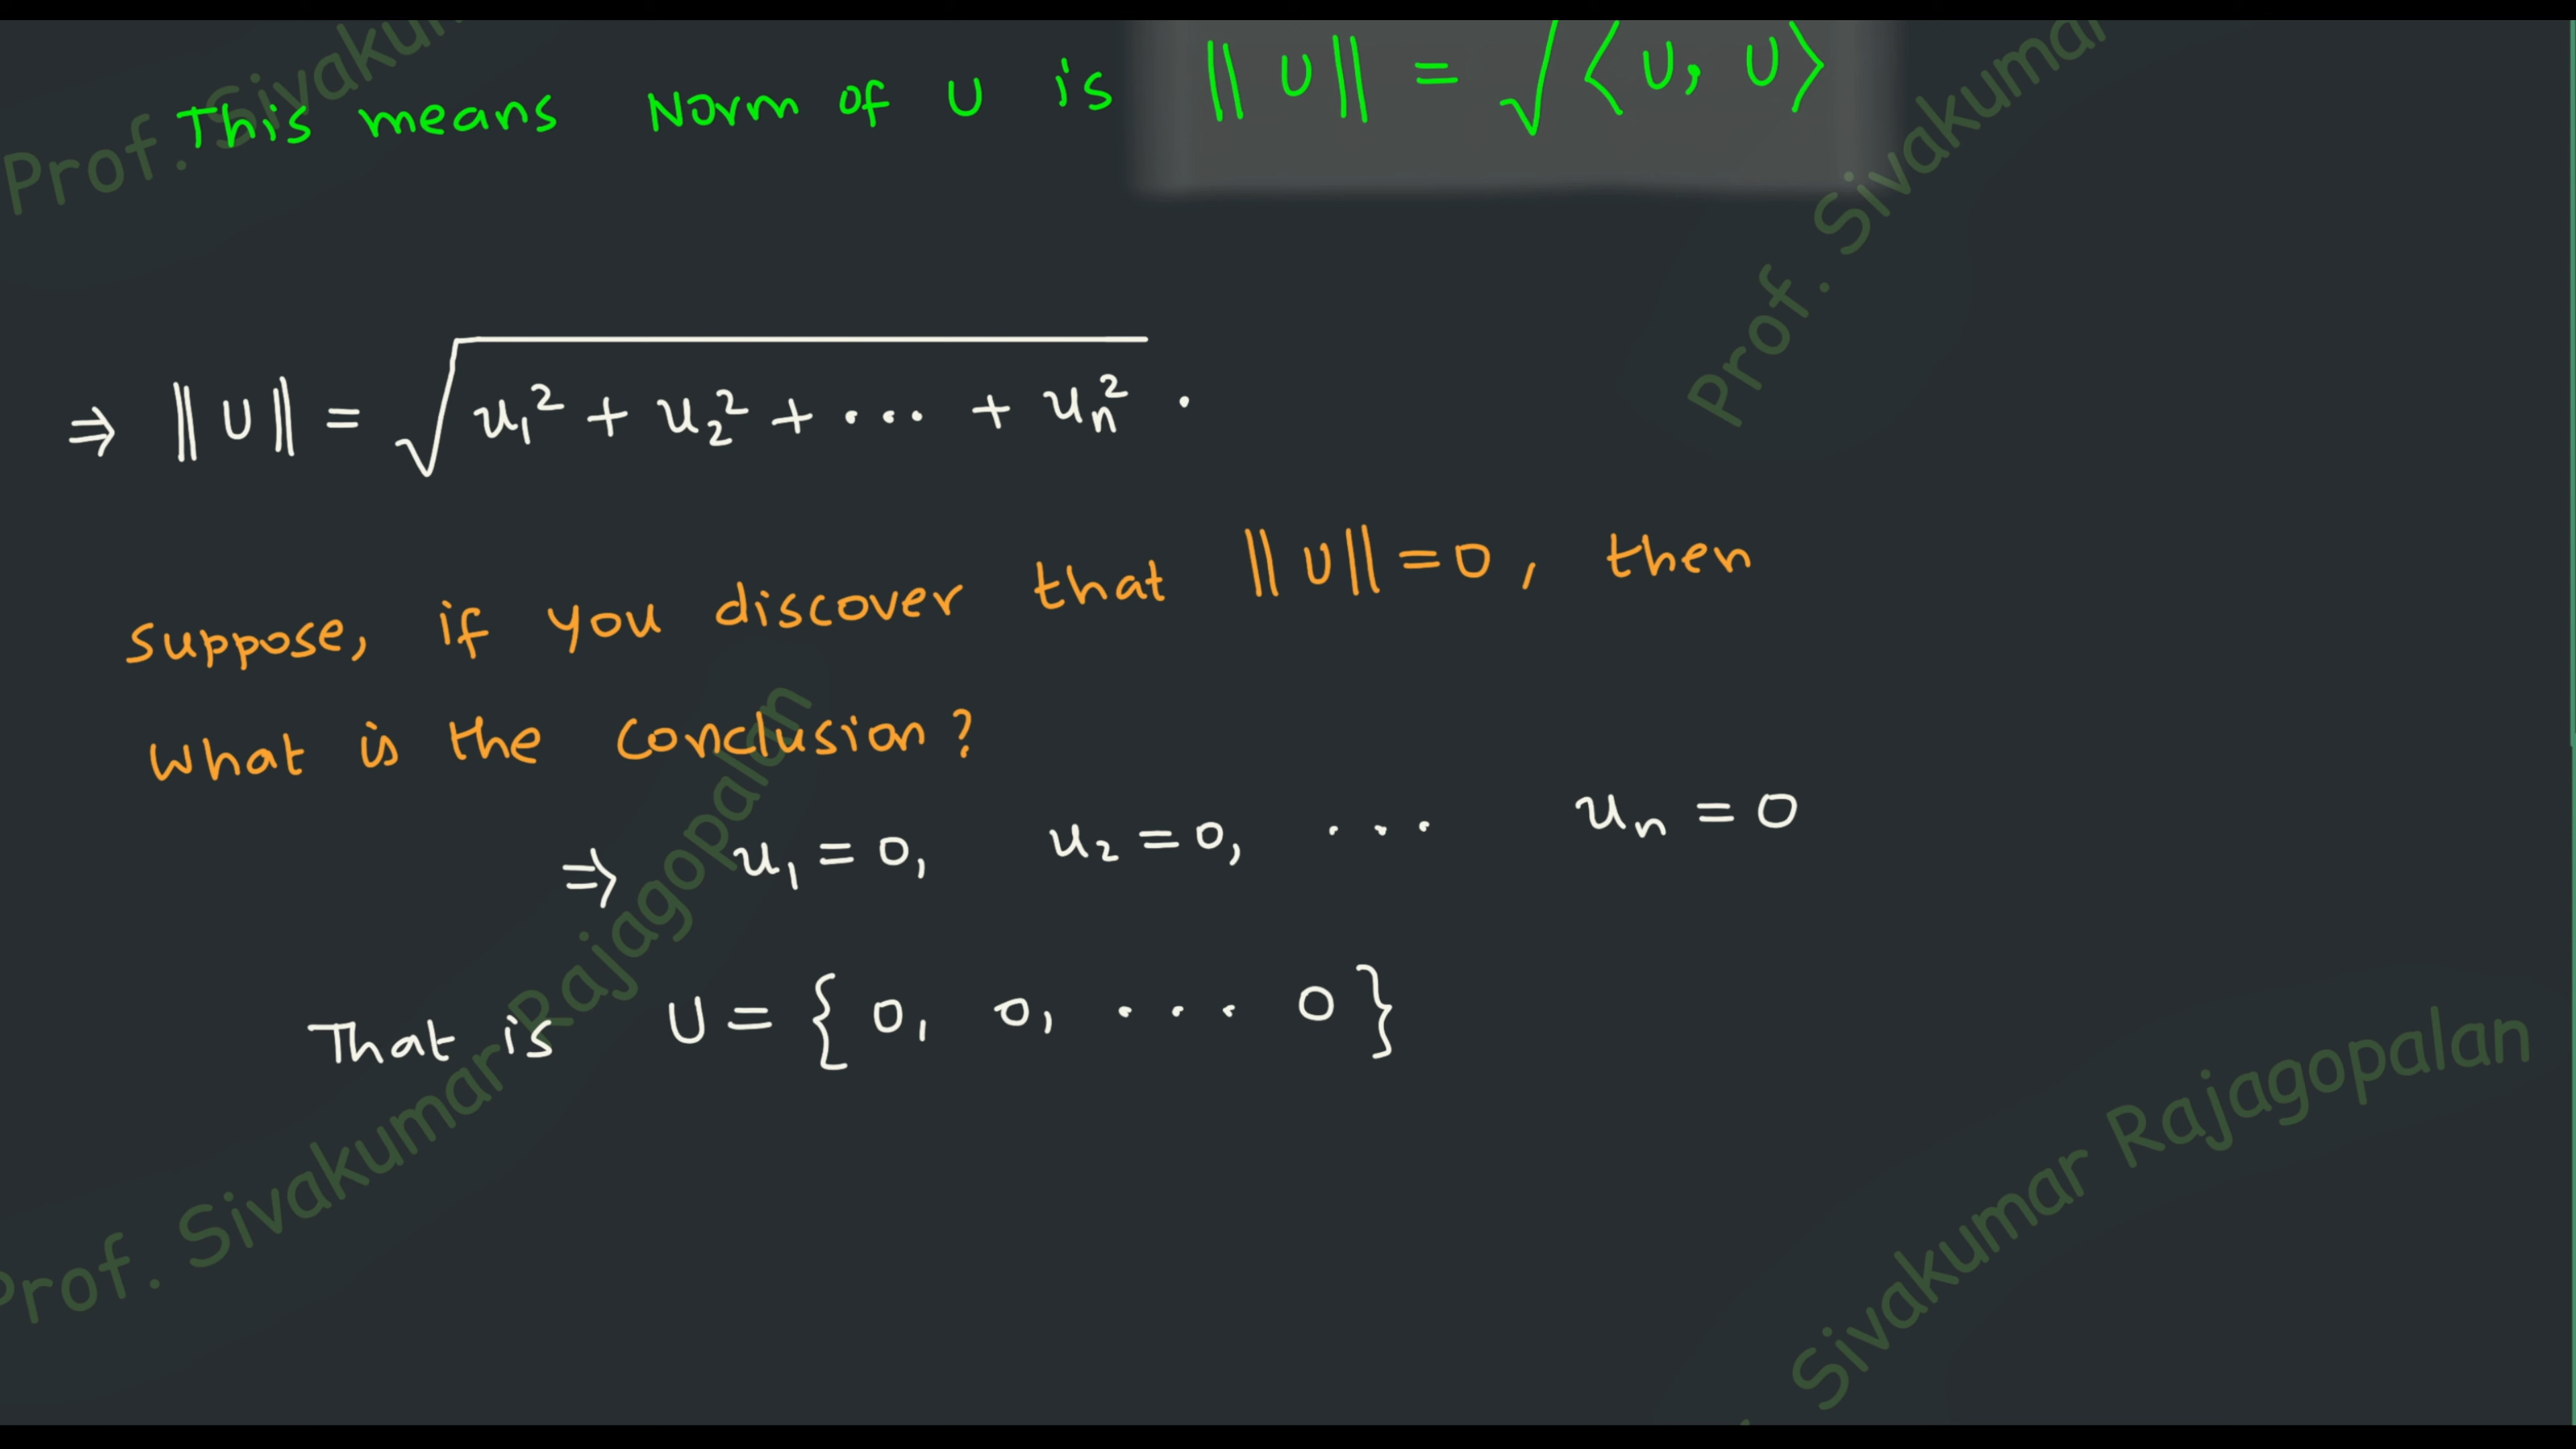 This means Norm of U is ‖U‖ = √⟨U, U⟩
⇒ ‖U‖ = √(u₁² + u₂² + ... + uₙ²) .
suppose, if you discover that ‖U‖ = 0, then
what is the conclusion?
⇒ u₁ = 0, u₂ = 0, ... uₙ = 0
That is U = { 0, 0, ... 0 }
Prof. Sivakum
Prof. Sivakumar
Prof. Sivakumar Rajagopalan
Sivakumar Rajagopalan